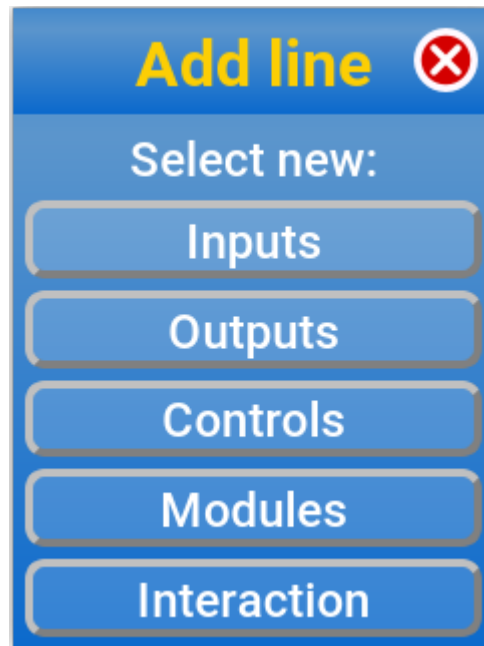 Add line
Select new:
Inputs
Outputs
Controls
Modules
Interaction